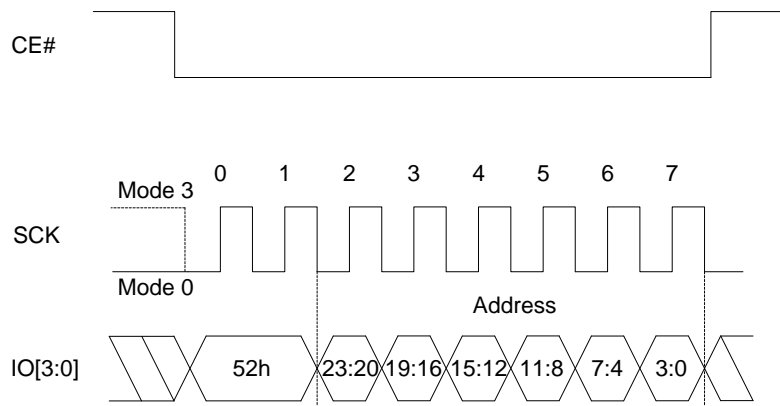 CE#
0 1 2 3 4 5 6 7
Mode 3
SCK
Mode 0
Address
IO[3:0] 52h 23:20 19:16 15:12 11:8 7:4 3:0